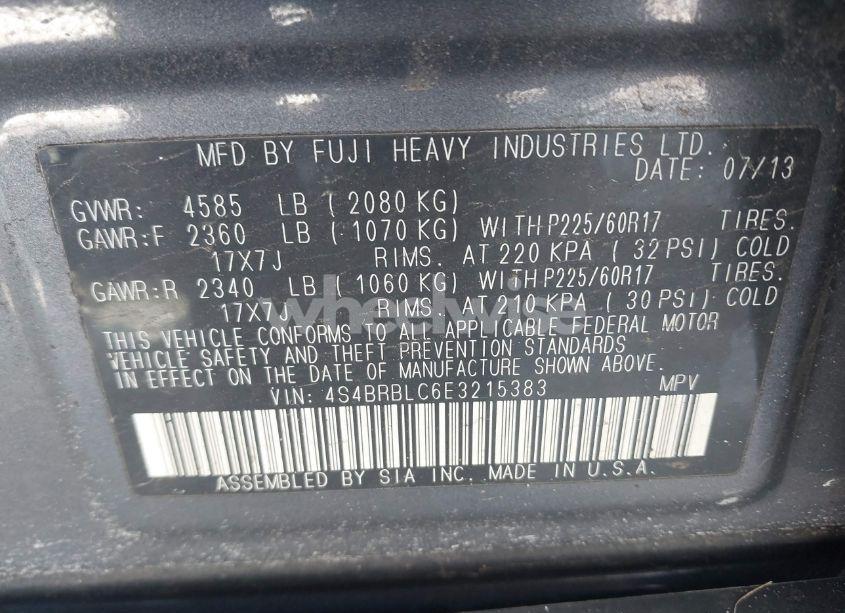 MFD BY FUJI HEAVY INDUSTRIES LTD.
DATE: 07/13
GVWR: 4585 LB ( 2080 KG)
GAWR:F 2360 LB ( 1070 KG) WITH P225/60R17 TIRES.
17X7J RIMS. AT 220 KPA ( 32 PSI) COLD
GAWR:R 2340 LB ( 1060 KG) WITH P225/60R17 TIRES.
17X7J RIMS. AT 210 KPA ( 30 PSI) COLD
wheelwise
THIS VEHICLE CONFORMS TO ALL APPLICABLE FEDERAL MOTOR
VEHICLE SAFETY AND THEFT PREVENTION STANDARDS
IN EFFECT ON THE DATE OF MANUFACTURE SHOWN ABOVE.
VIN: 4S4BRBLC6E3215383 MPV
ASSEMBLED BY SIA INC. MADE IN U.S.A.